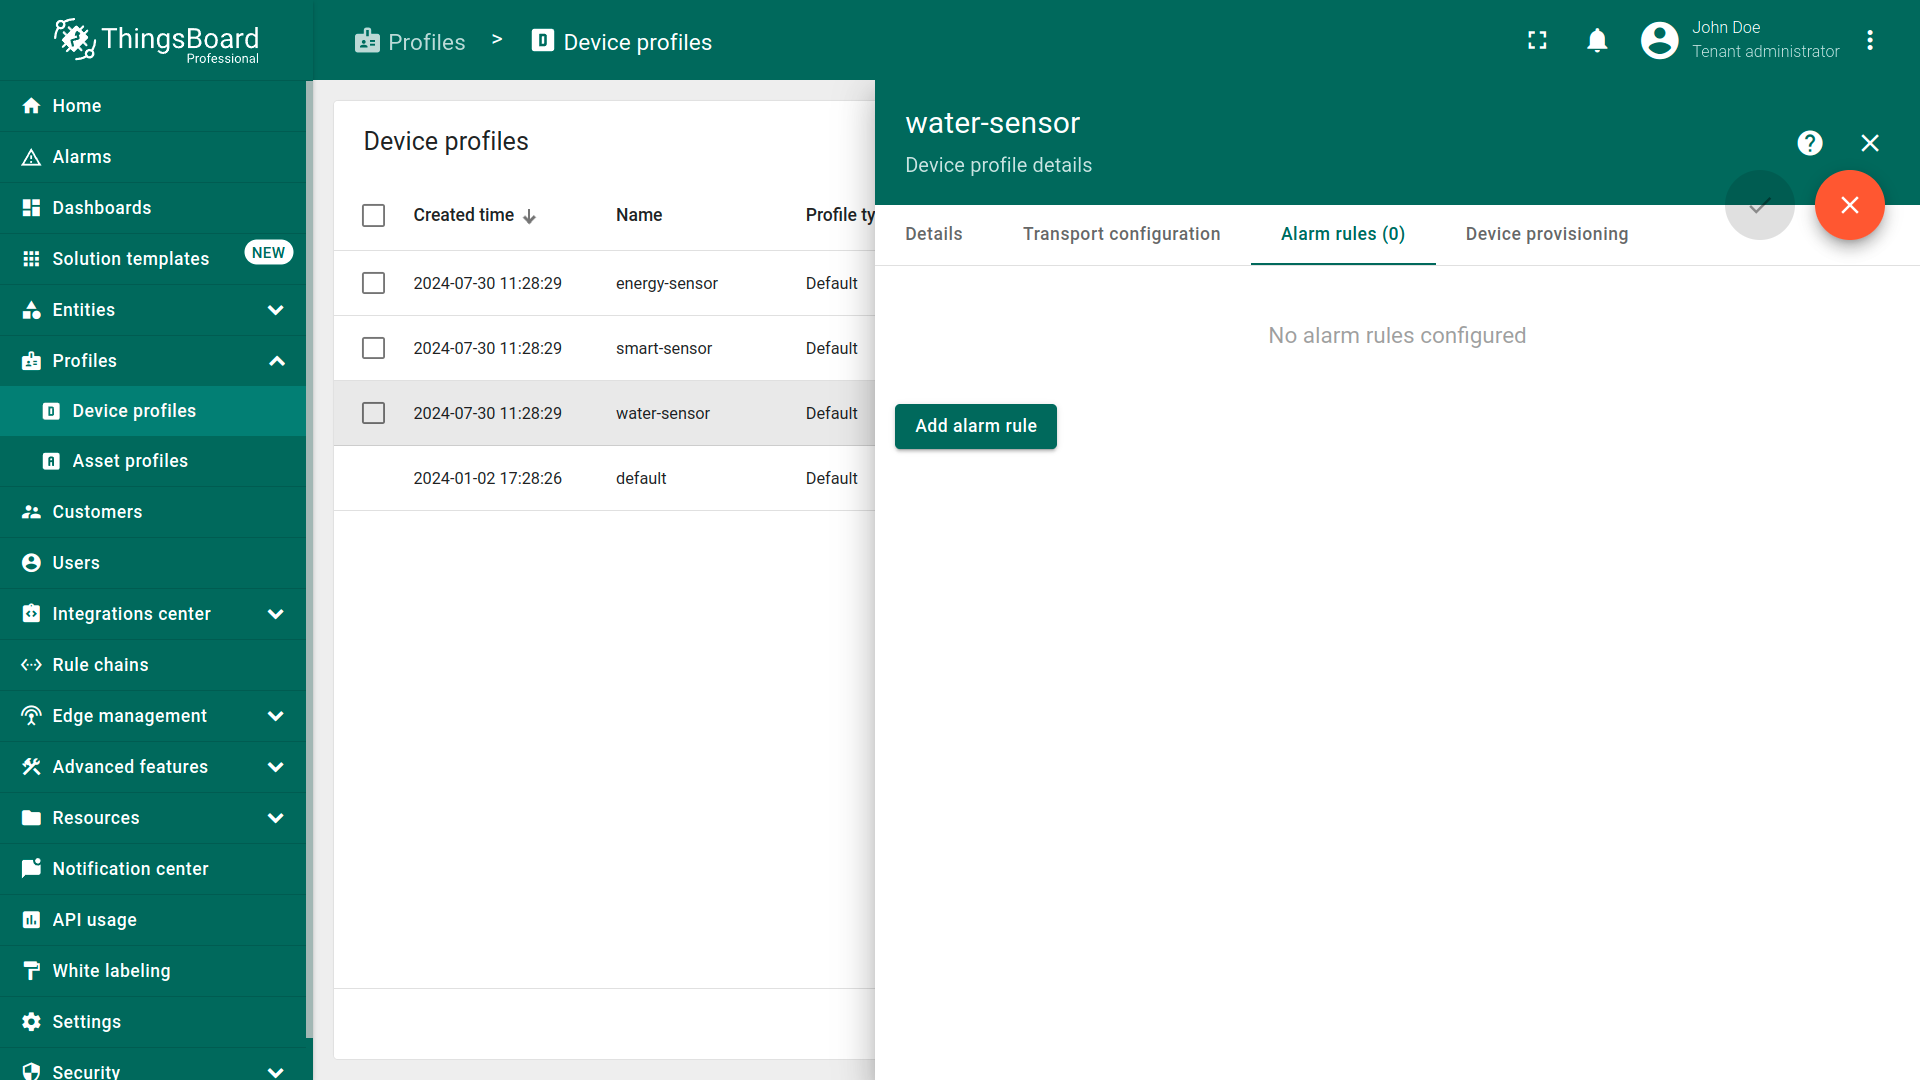 ThingsBoard
Professional
Profiles > Device profiles
John Doe
Tenant administrator
Home
Alarms
Dashboards
Solution templates NEW
Entities
Profiles
Device profiles
Asset profiles
Customers
Users
Integrations center
Rule chains
Edge management
Advanced features
Resources
Notification center
API usage
White labeling
Settings
Security
Device profiles
Created time Name Profile ty
2024-07-30 11:28:29 energy-sensor Default
2024-07-30 11:28:29 smart-sensor Default
2024-07-30 11:28:29 water-sensor Default
2024-01-02 17:28:26 default Default
water-sensor
Device profile details
Details Transport configuration Alarm rules (0) Device provisioning
No alarm rules configured
Add alarm rule